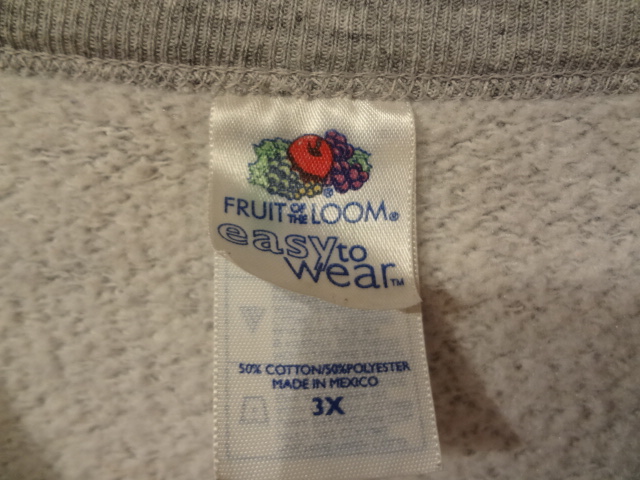 FRUIT OF THE LOOM®
easy to
wear™
50% COTTON/50%POLYESTER
MADE IN MEXICO
3X